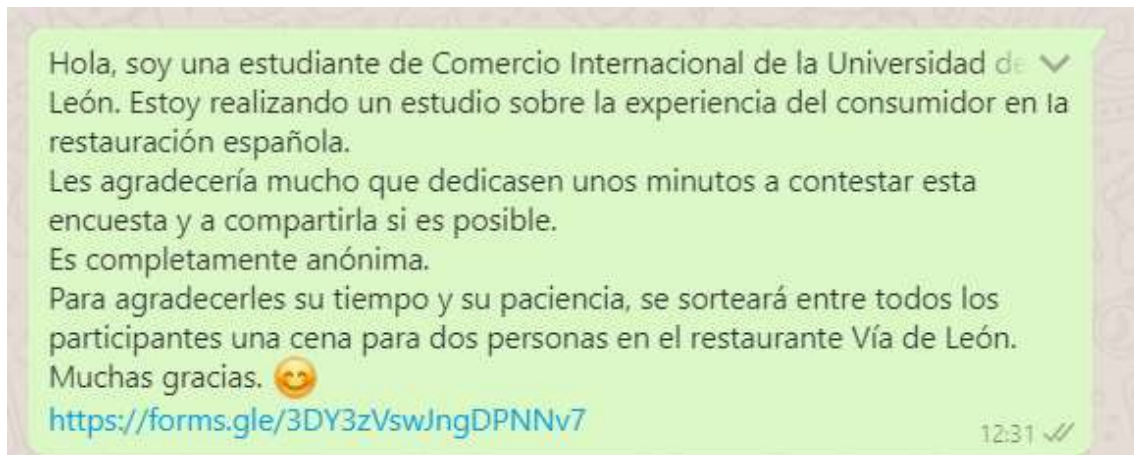 Hola, soy una estudiante de Comercio Internacional de la Universidad de
León. Estoy realizando un estudio sobre la experiencia del consumidor en la
restauración española.
Les agradecería mucho que dedicasen unos minutos a contestar esta
encuesta y a compartirla si es posible.
Es completamente anónima.
Para agradecerles su tiempo y su paciencia, se sorteará entre todos los
participantes una cena para dos personas en el restaurante Vía de León.
Muchas gracias. 😊
https://forms.gle/3DY3zVswJngDPNNv7
12:31